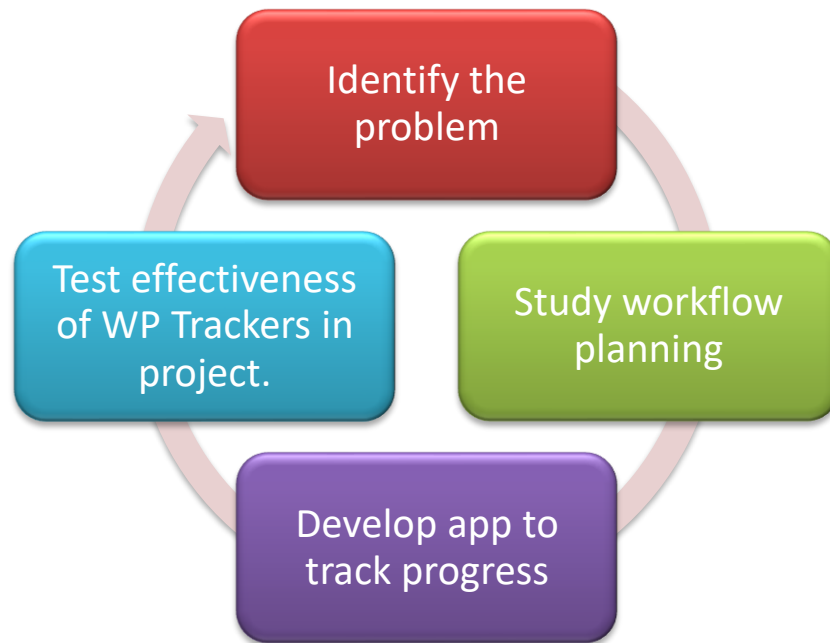 Identify the
problem
Study workflow
planning
Develop app to
track progress
Test effectiveness
of WP Trackers in
project.